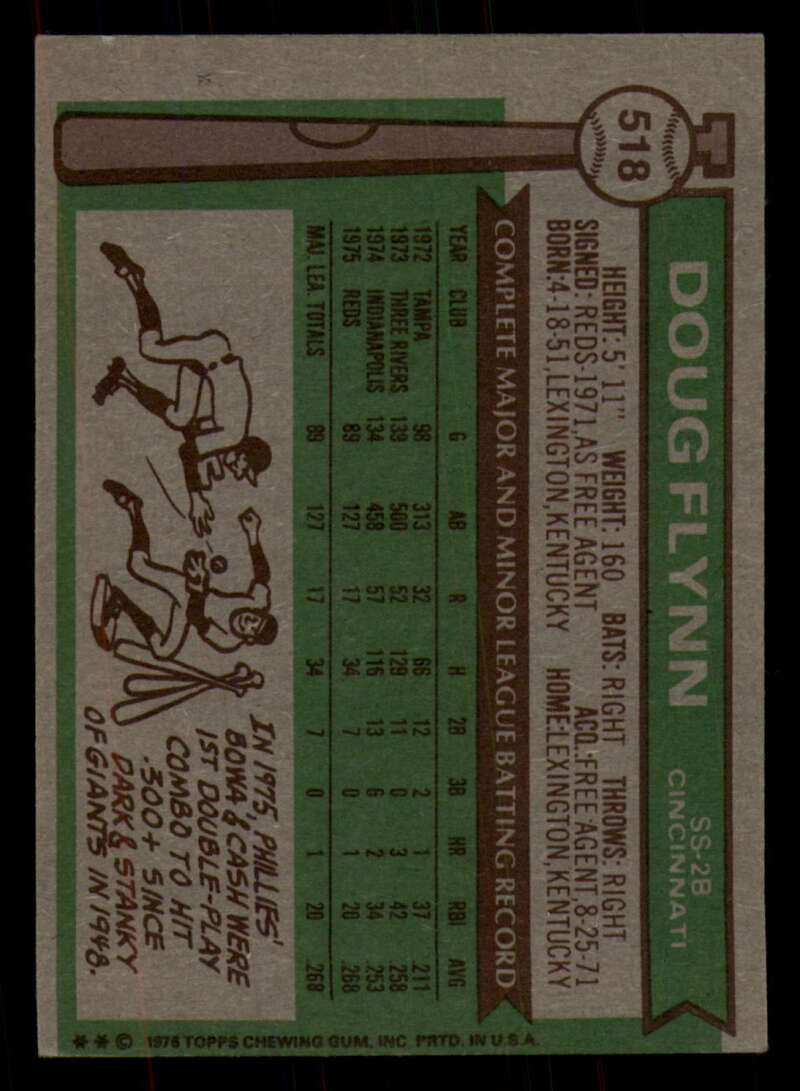 518
DOUG FLYNN
SS-2B
CINCINNATI
HEIGHT: 5' 11" WEIGHT: 160 BATS: RIGHT THROWS: RIGHT
SIGNED: REDS-1971, AS FREE AGENT ACQ: FREE AGENT, 8-25-71
BORN: 4-18-51, LEXINGTON, KENTUCKY HOME: LEXINGTON, KENTUCKY
COMPLETE MAJOR AND MINOR LEAGUE BATTING RECORD
YEAR CLUB G AB R H 2B 3B HR RBI AVG
1972 TAMPA 98 313 32 66 12 2 1 37 .211
1973 THREE RIVERS 139 500 52 129 11 0 3 42 .258
1974 INDIANAPOLIS 134 458 57 116 13 6 2 34 .253
1975 REDS 89 127 17 34 7 0 1 20 .268
MAJ. LEA. TOTALS 89 127 17 34 7 0 1 20 .268
IN 1975, PHILLIES'
BOWA & CASH WERE
1ST DOUBLE-PLAY
COMBO TO HIT
.300+ SINCE
DARK & STANKY
OF GIANTS IN 1948.
** © 1976 TOPPS CHEWING GUM, INC. PRTD. IN U.S.A.